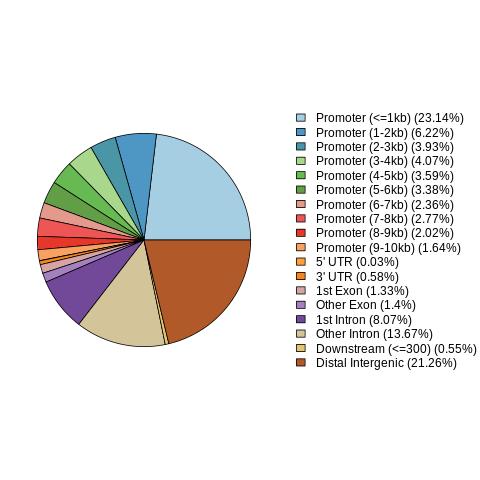 Promoter (<=1kb) (23.14%)
Promoter (1-2kb) (6.22%)
Promoter (2-3kb) (3.93%)
Promoter (3-4kb) (4.07%)
Promoter (4-5kb) (3.59%)
Promoter (5-6kb) (3.38%)
Promoter (6-7kb) (2.36%)
Promoter (7-8kb) (2.77%)
Promoter (8-9kb) (2.02%)
Promoter (9-10kb) (1.64%)
5' UTR (0.03%)
3' UTR (0.58%)
1st Exon (1.33%)
Other Exon (1.4%)
1st Intron (8.07%)
Other Intron (13.67%)
Downstream (<=300) (0.55%)
Distal Intergenic (21.26%)